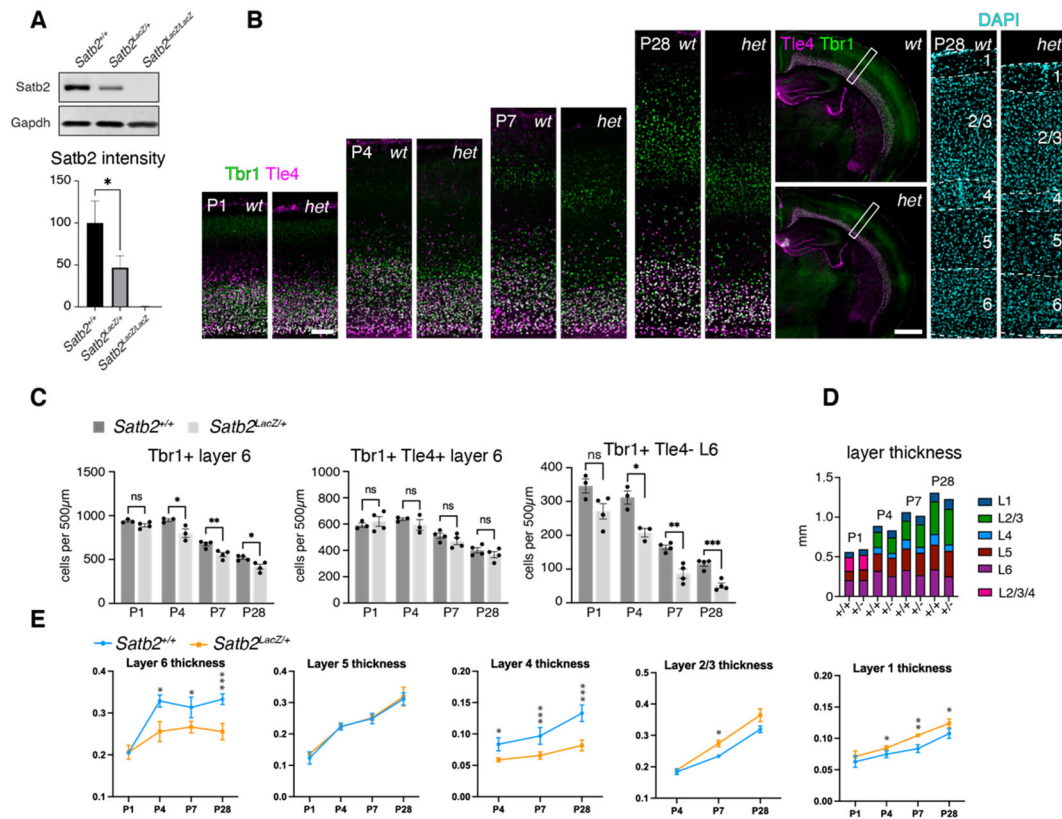 A
Satb2+/+
Satb2LacZ/+
Satb2LacZ/LacZ
Satb2
Gapdh
Satb2 intensity
150
100
50
0
*
Satb2+/+
Satb2LacZ/+
Satb2LacZ/LacZ
B
Tbr1 Tle4
P1 wt
het
P4 wt
het
P7 wt
het
P28 wt
het
Tle4 Tbr1
wt
het
DAPI
P28 wt
het
1
2/3
4
5
6
1
2/3
4
5
6
C
Satb2+/+
Satb2LacZ/+
Tbr1+ layer 6
cells per 500µm
1500
1000
500
0
ns
*
**
*
P1 P4 P7 P28
Tbr1+ Tle4+ layer 6
cells per 500µm
1000
800
600
400
200
0
ns
ns
ns
ns
P1 P4 P7 P28
Tbr1+ Tle4- L6
cells per 500µm
400
300
200
100
0
ns
*
**
***
P1 P4 P7 P28
D
layer thickness
mm
1.5
1.0
0.5
0.0
P1
P4
P7
P28
+/+ +/- +/+ +/- +/+ +/- +/+ +/-
L1
L2/3
L4
L5
L6
L2/3/4
E
Satb2+/+
Satb2LacZ/+
Layer 6 thickness
0.4
0.3
0.2
0.1
*
*
***
P1 P4 P7 P28
Layer 5 thickness
0.4
0.3
0.2
0.1
0.0
P1 P4 P7 P28
Layer 4 thickness
0.20
0.15
0.10
0.05
0.00
*
***
***
P4 P7 P28
Layer 2/3 thickness
0.5
0.4
0.3
0.2
0.1
*
P4 P7 P28
Layer 1 thickness
0.20
0.15
0.10
0.05
0.00
*
**
*
P1 P4 P7 P28